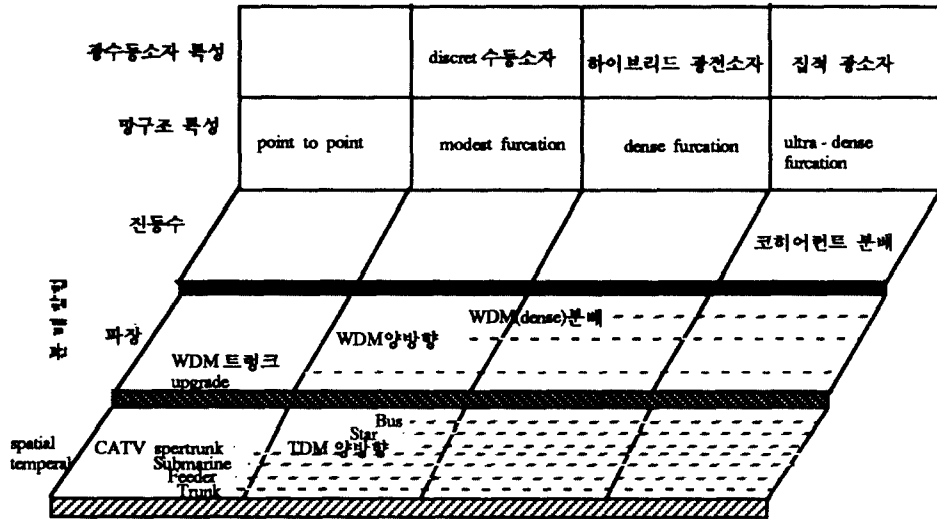 광수동소자 특성
discret 수동소자
하이브리드 광전소자
집적 광소자
망구조 특성
point to point
modest furcation
dense furcation
ultra - dense
furcation
진동수
코히어런트 분배
분배방법
파장
WDM(dense)분배
WDM양방향
WDM 트렁크
upgrade
Bus
Star
spatial
temperal
CATV spertrunk
TDM 양방향
Submarine
Feeder
Trunk